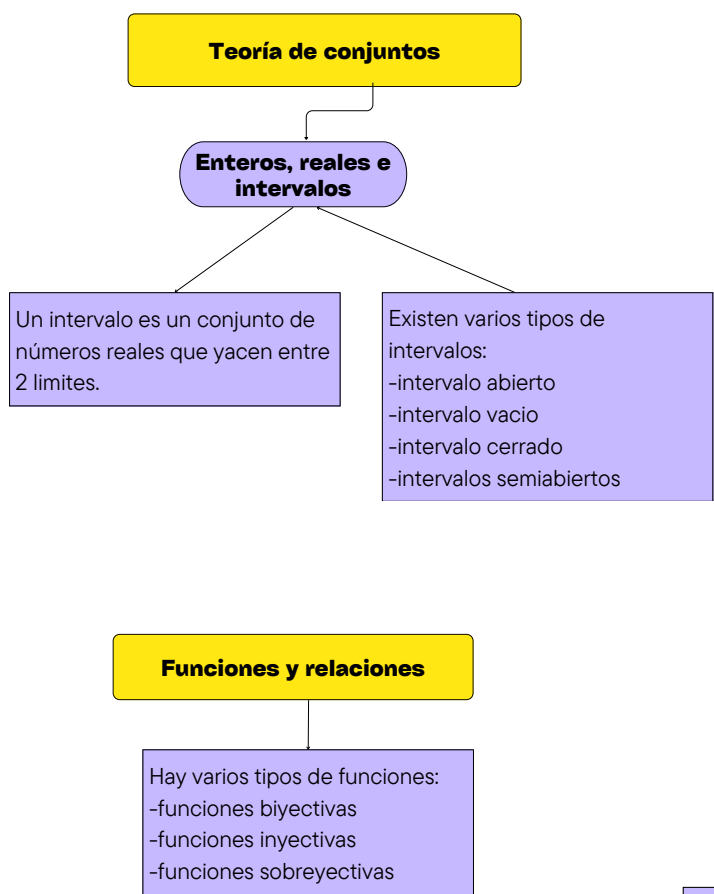 Teoría de conjuntos
Enteros, reales e
intervalos
Un intervalo es un conjunto de
números reales que yacen entre
2 limites.
Existen varios tipos de
intervalos:
-intervalo abierto
-intervalo vacio
-intervalo cerrado
-intervalos semiabiertos
Funciones y relaciones
Hay varios tipos de funciones:
-funciones biyectivas
-funciones inyectivas
-funciones sobreyectivas